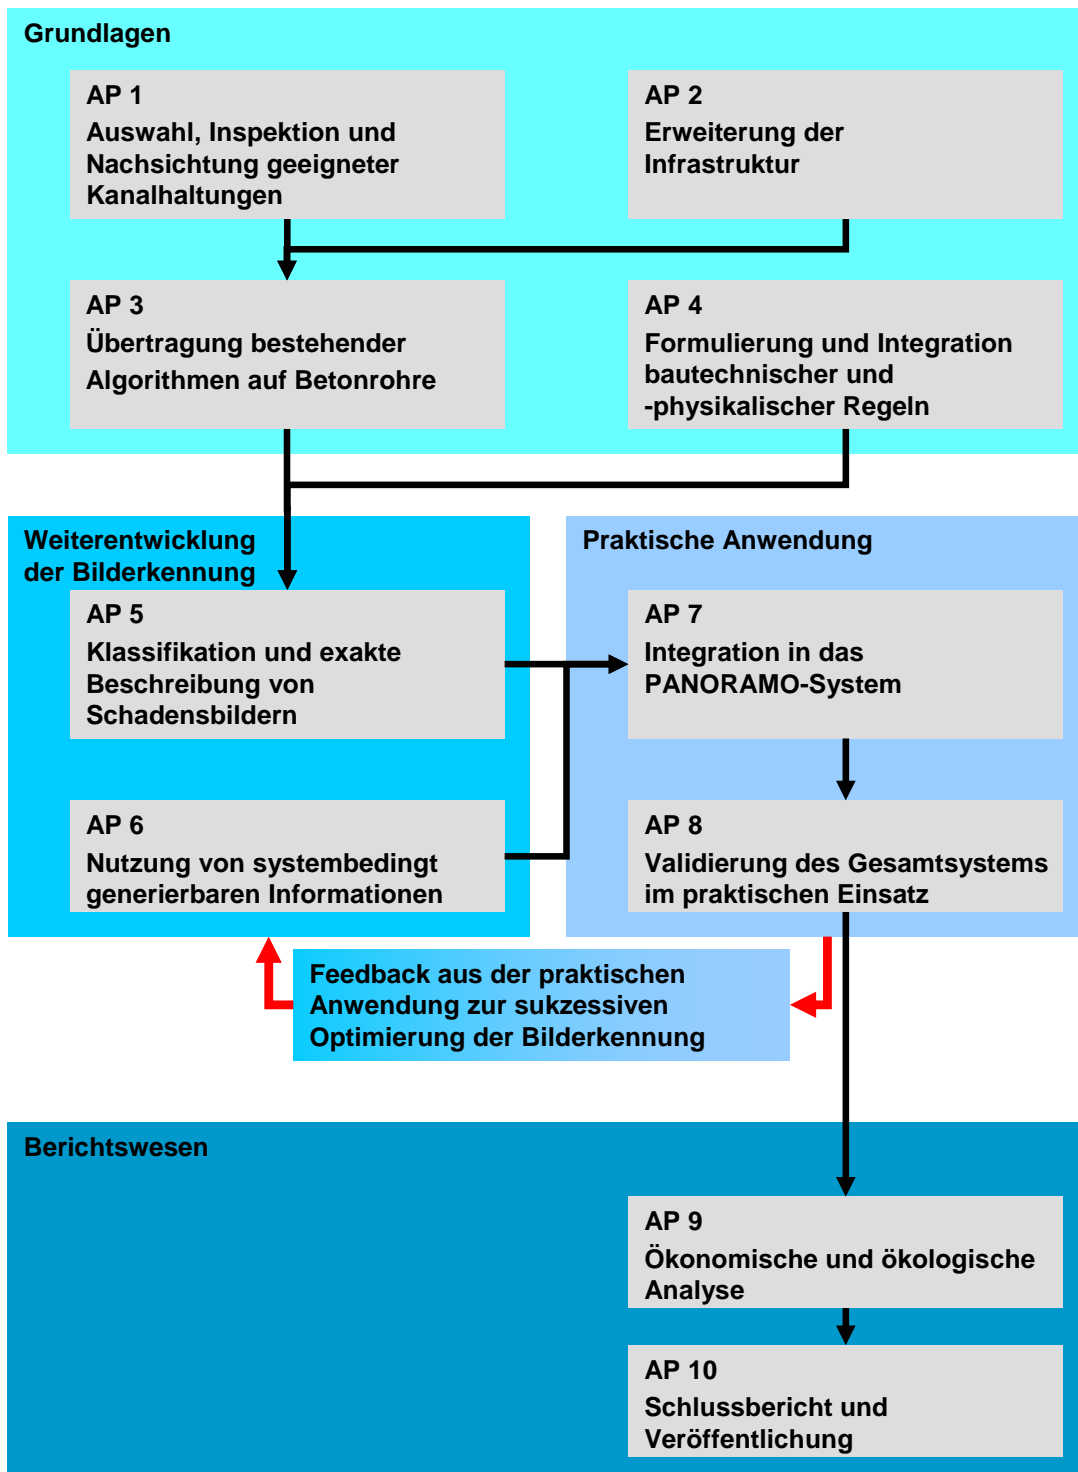 Grundlagen
AP 1
Auswahl, Inspektion und
Nachsichtung geeigneter
Kanalhaltungen
AP 2
Erweiterung der
Infrastruktur
AP 3
Übertragung bestehender
Algorithmen auf Betonrohre
AP 4
Formulierung und Integration
bautechnischer und
-physikalischer Regeln
Weiterentwicklung
der Bilderkennung
AP 5
Klassifikation und exakte
Beschreibung von
Schadensbildern
AP 6
Nutzung von systembedingt
generierbaren Informationen
Praktische Anwendung
AP 7
Integration in das
PANORAMO-System
AP 8
Validierung des Gesamtsystems
im praktischen Einsatz
Feedback aus der praktischen
Anwendung zur sukzessiven
Optimierung der Bilderkennung
Berichtswesen
AP 9
Ökonomische und ökologische
Analyse
AP 10
Schlussbericht und
Veröffentlichung